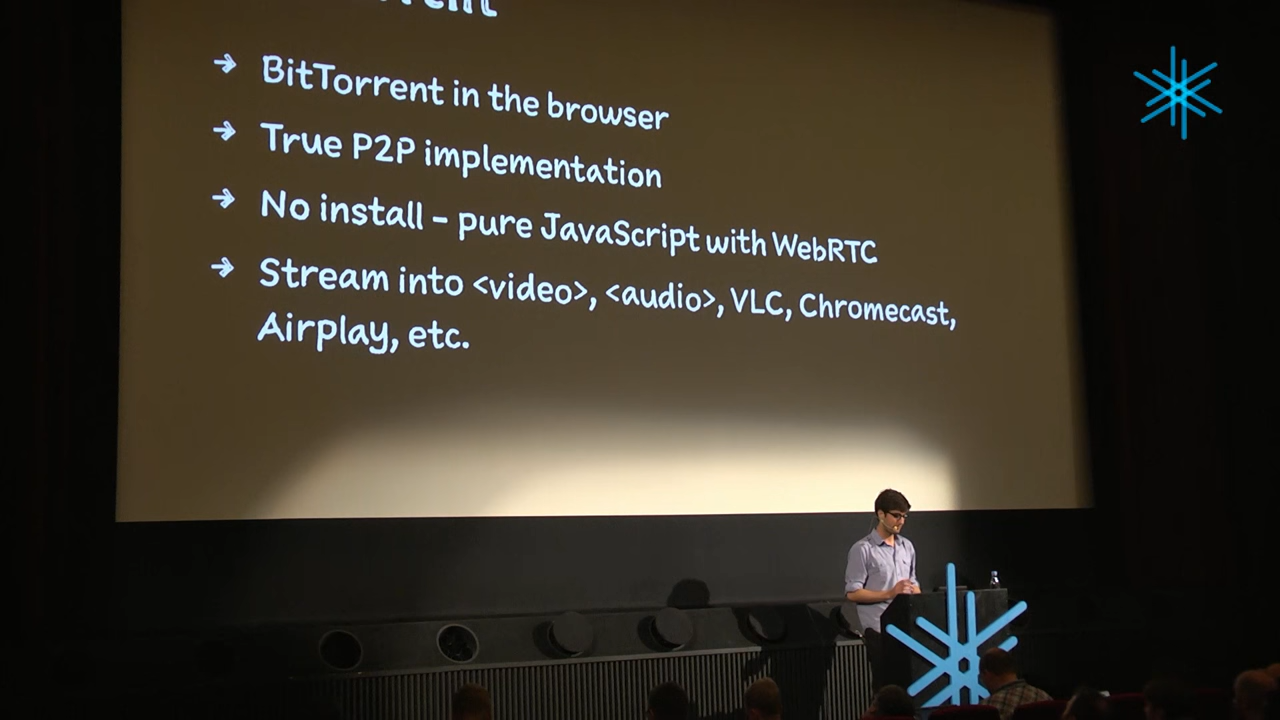 → BitTorrent in the browser
→ True P2P implementation
→ No install – pure JavaScript with WebRTC
→ Stream into <video>, <audio>, VLC, Chromecast,
Airplay, etc.